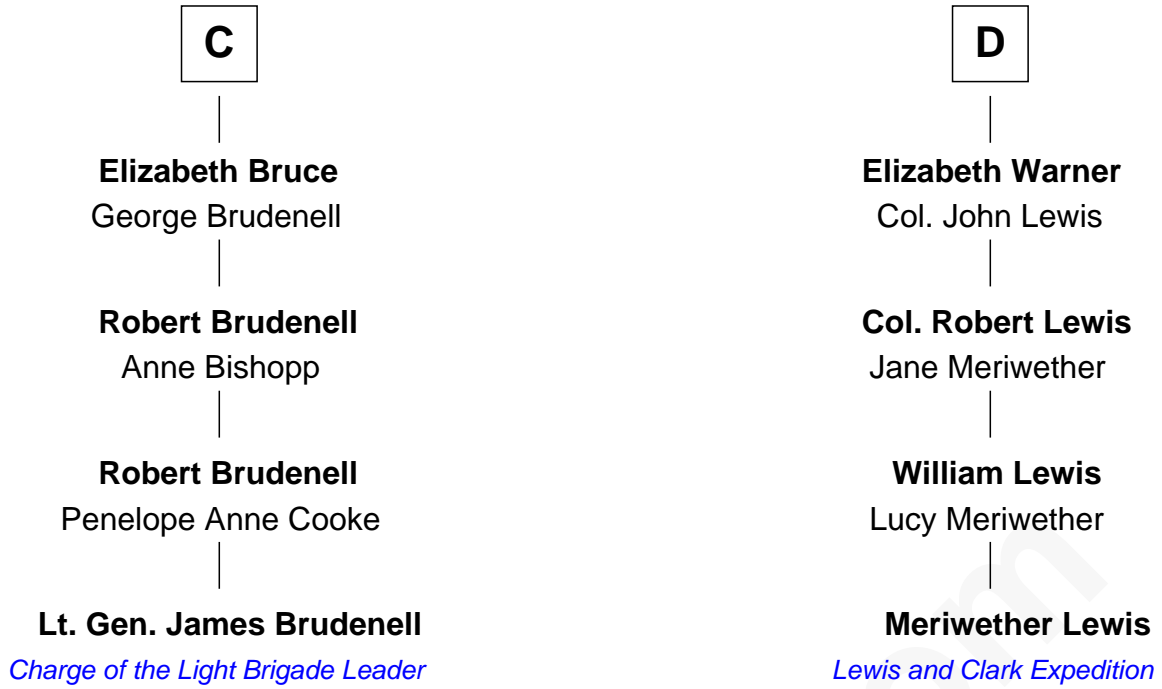 C
Elizabeth Bruce
George Brudenell
Robert Brudenell
Anne Bishopp
Robert Brudenell
Penelope Anne Cooke
Lt. Gen. James Brudenell
Charge of the Light Brigade Leader
D
Elizabeth Warner
Col. John Lewis
Col. Robert Lewis
Jane Meriwether
William Lewis
Lucy Meriwether
Meriwether Lewis
Lewis and Clark Expedition